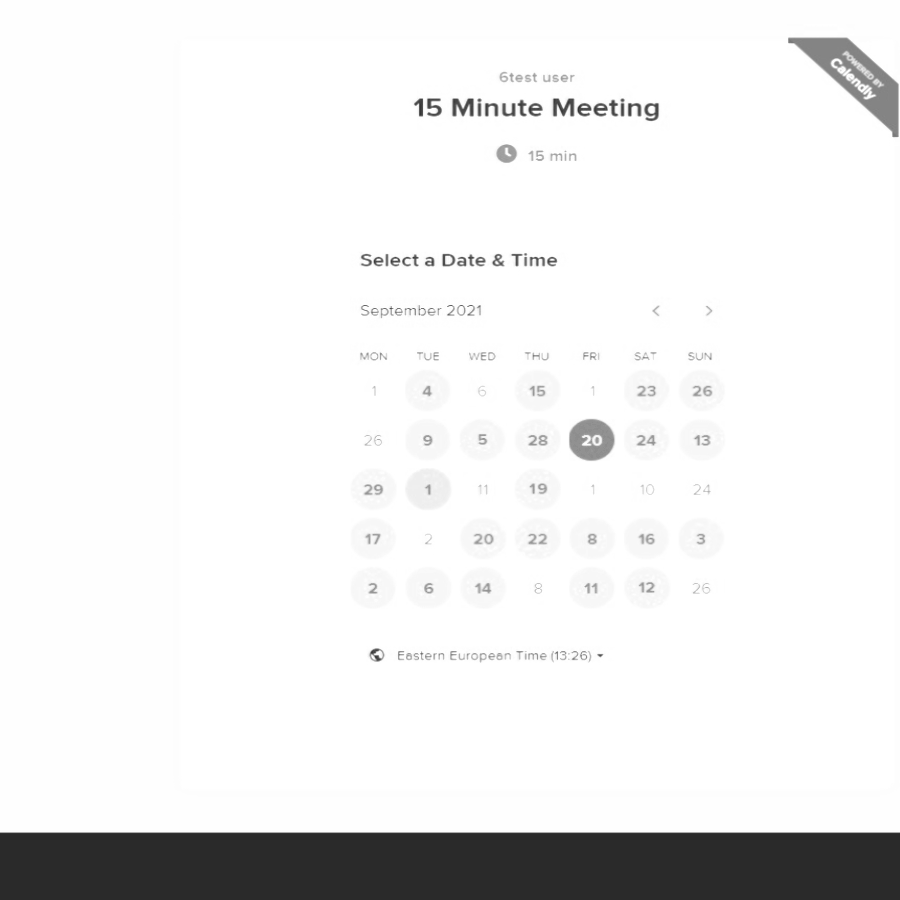 POWERED BY
Calendly
6test user
15 Minute Meeting
15 min
Select a Date & Time
September 2021
MON TUE WED THU FRI SAT SUN
1 4 6 15 1 23 26
26 9 5 28 20 24 13
29 1 11 19 1 10 24
17 2 20 22 8 16 3
2 6 14 8 11 12 26
Eastern European Time (13:26)